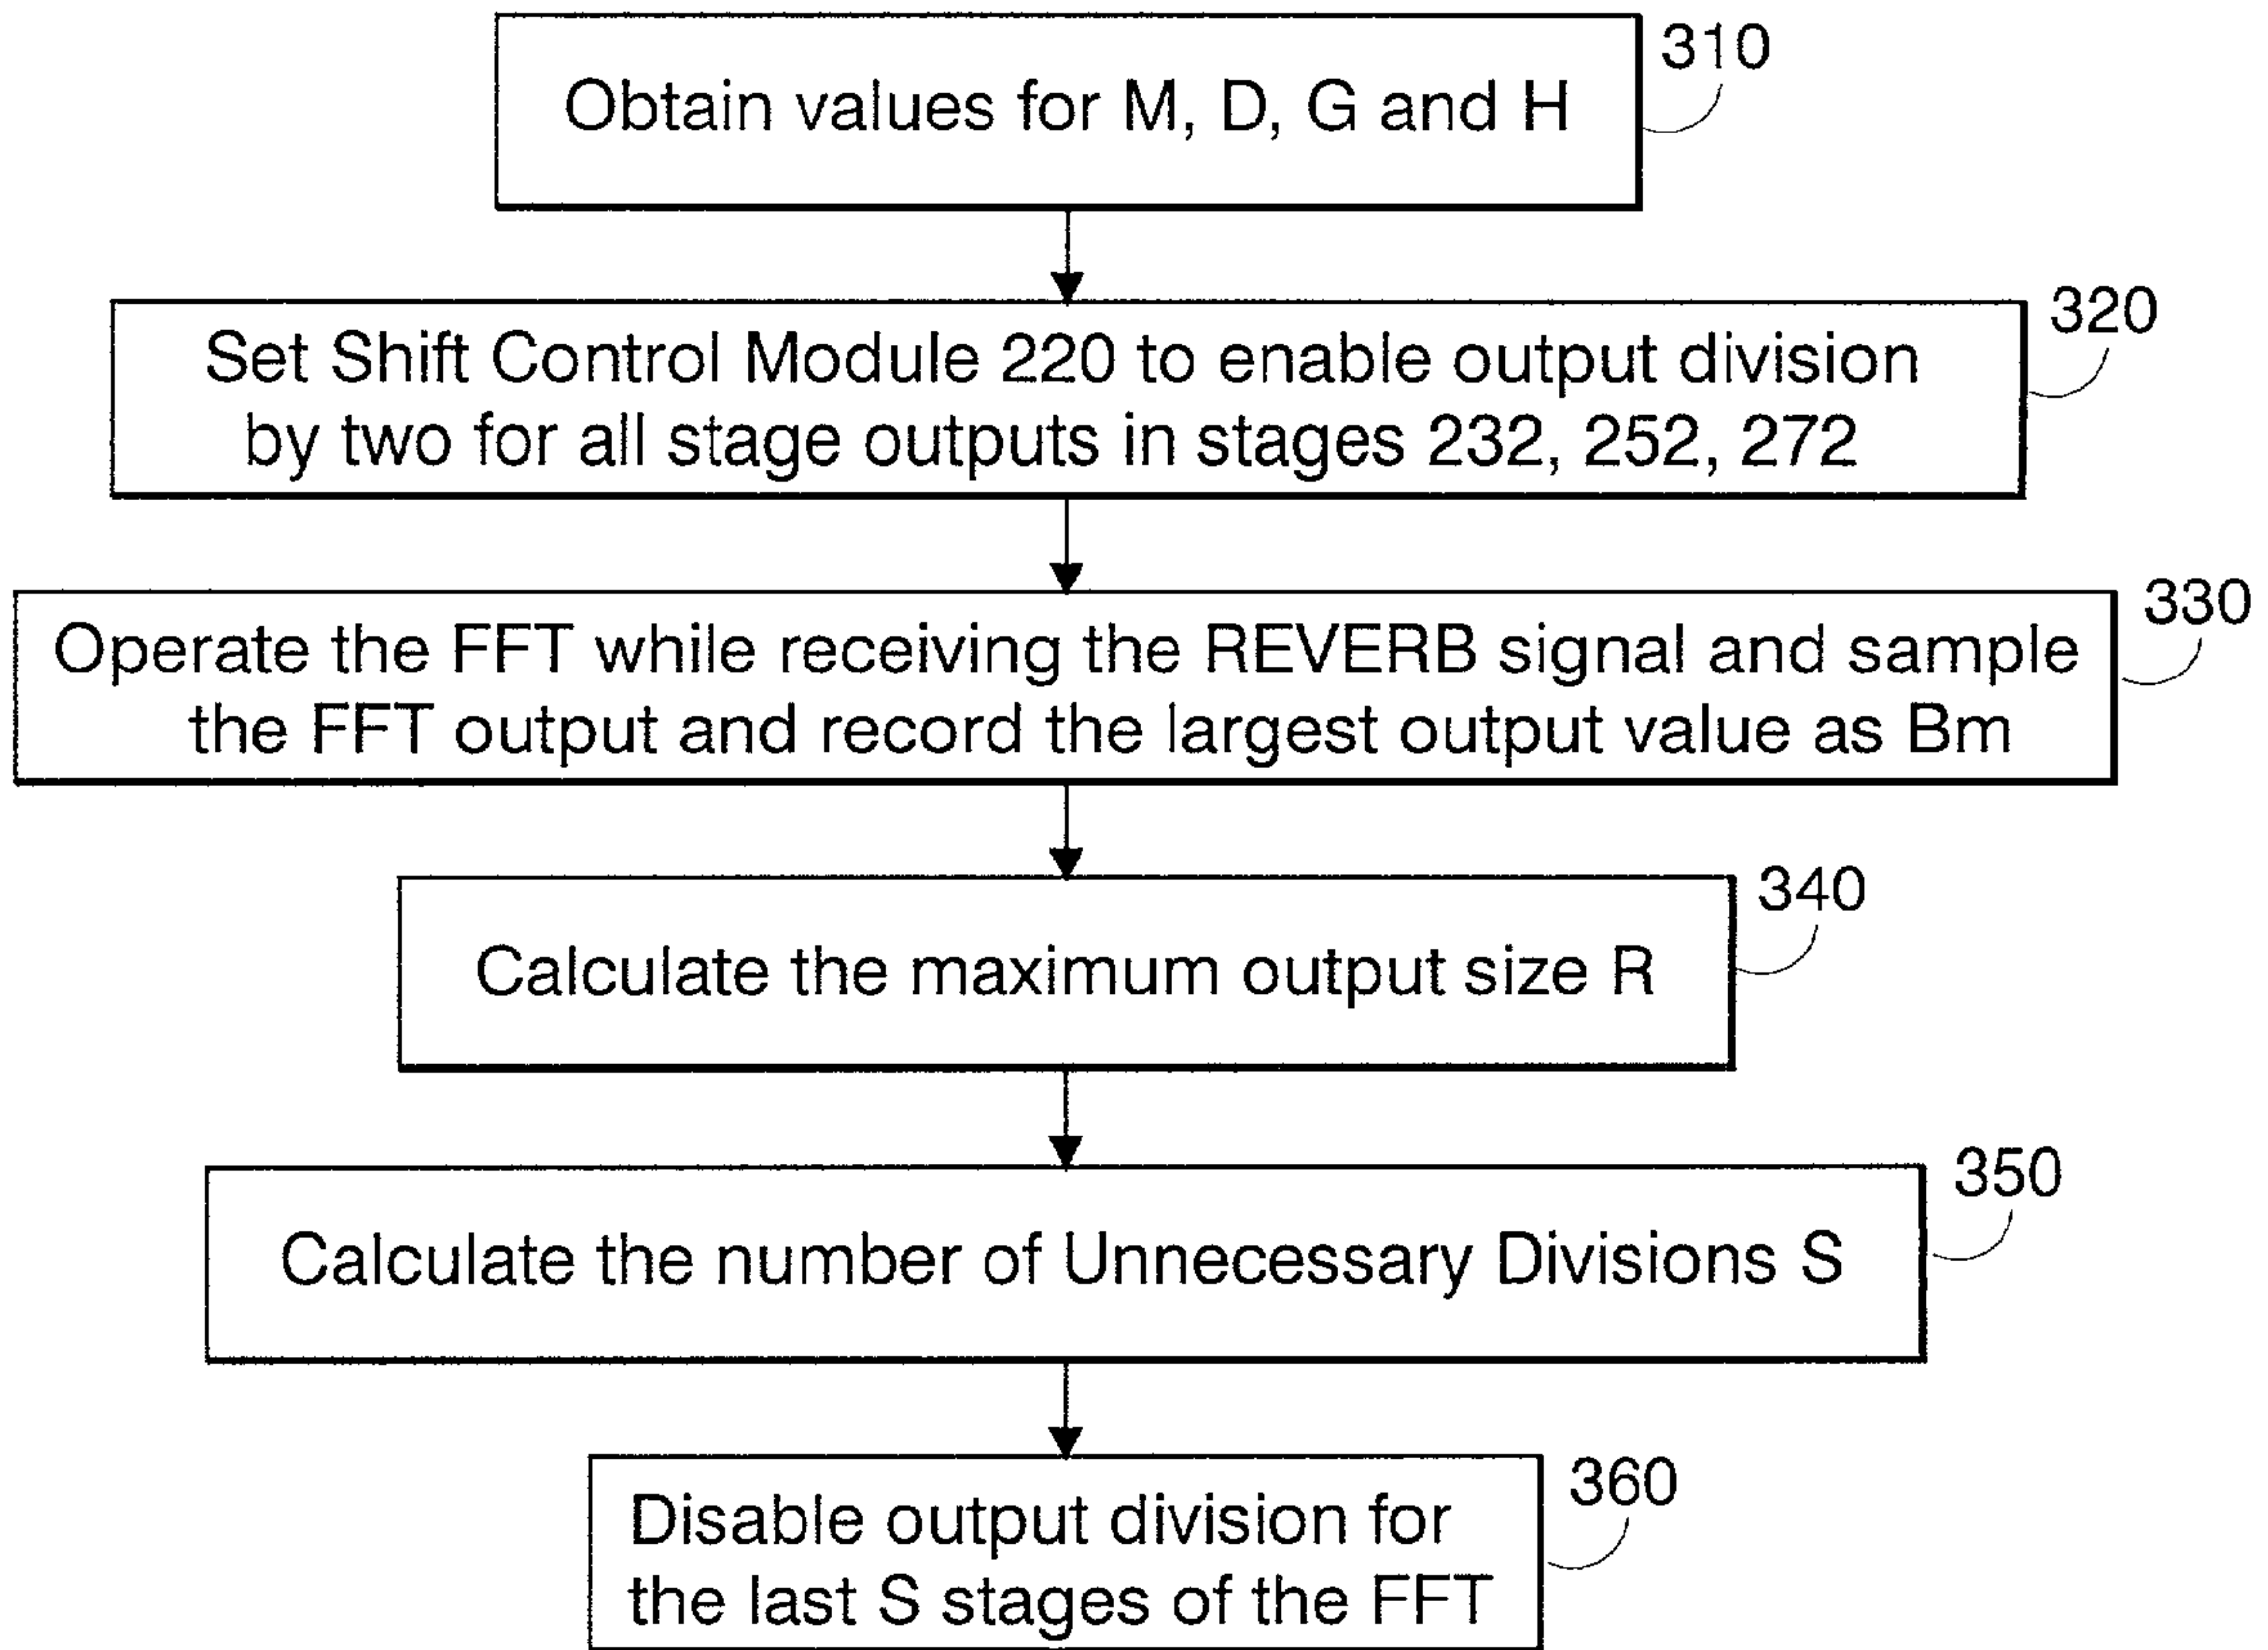 310
Obtain values for M, D, G and H
320
Set Shift Control Module 220 to enable output division
by two for all stage outputs in stages 232, 252, 272
330
Operate the FFT while receiving the REVERB signal and sample
the FFT output and record the largest output value as Bm
340
Calculate the maximum output size R
350
Calculate the number of Unnecessary Divisions S
360
Disable output division for
the last S stages of the FFT